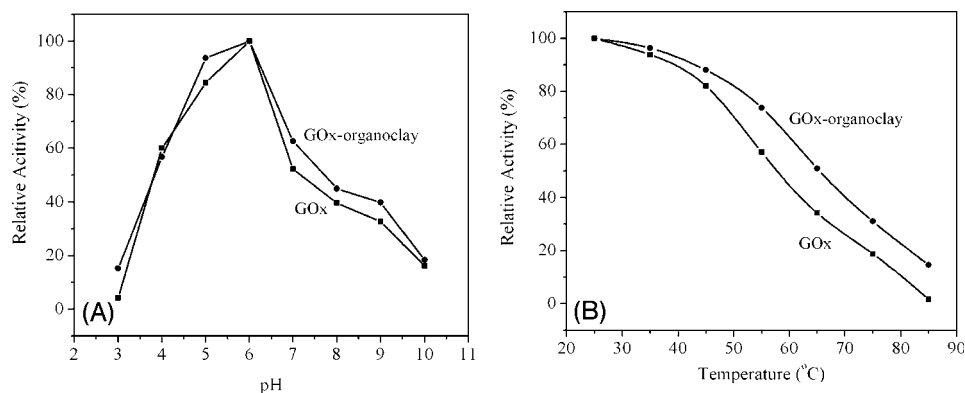 100
80
60
40
20
0
Relative Acitivity (%)
GOx-organoclay
GOx
(A)
2 3 4 5 6 7 8 9 10 11
pH
100
80
60
40
20
0
Relative Activity (%)
GOx-organoclay
GOx
(B)
20 30 40 50 60 70 80 90
Temperature (°C)